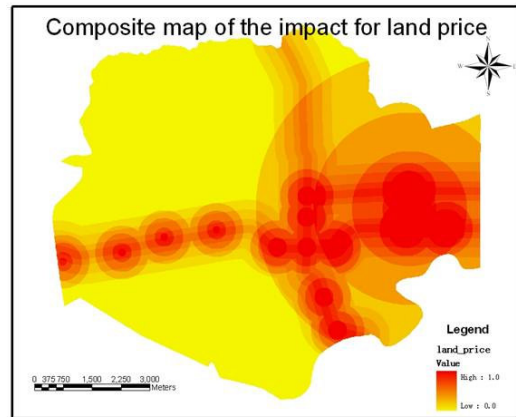 Composite map of the impact for land price
N
W E
S
Legend
land_price
Value
High : 1.0
Low : 0.0
0 375 750 1,500 2,250 3,000
Meters